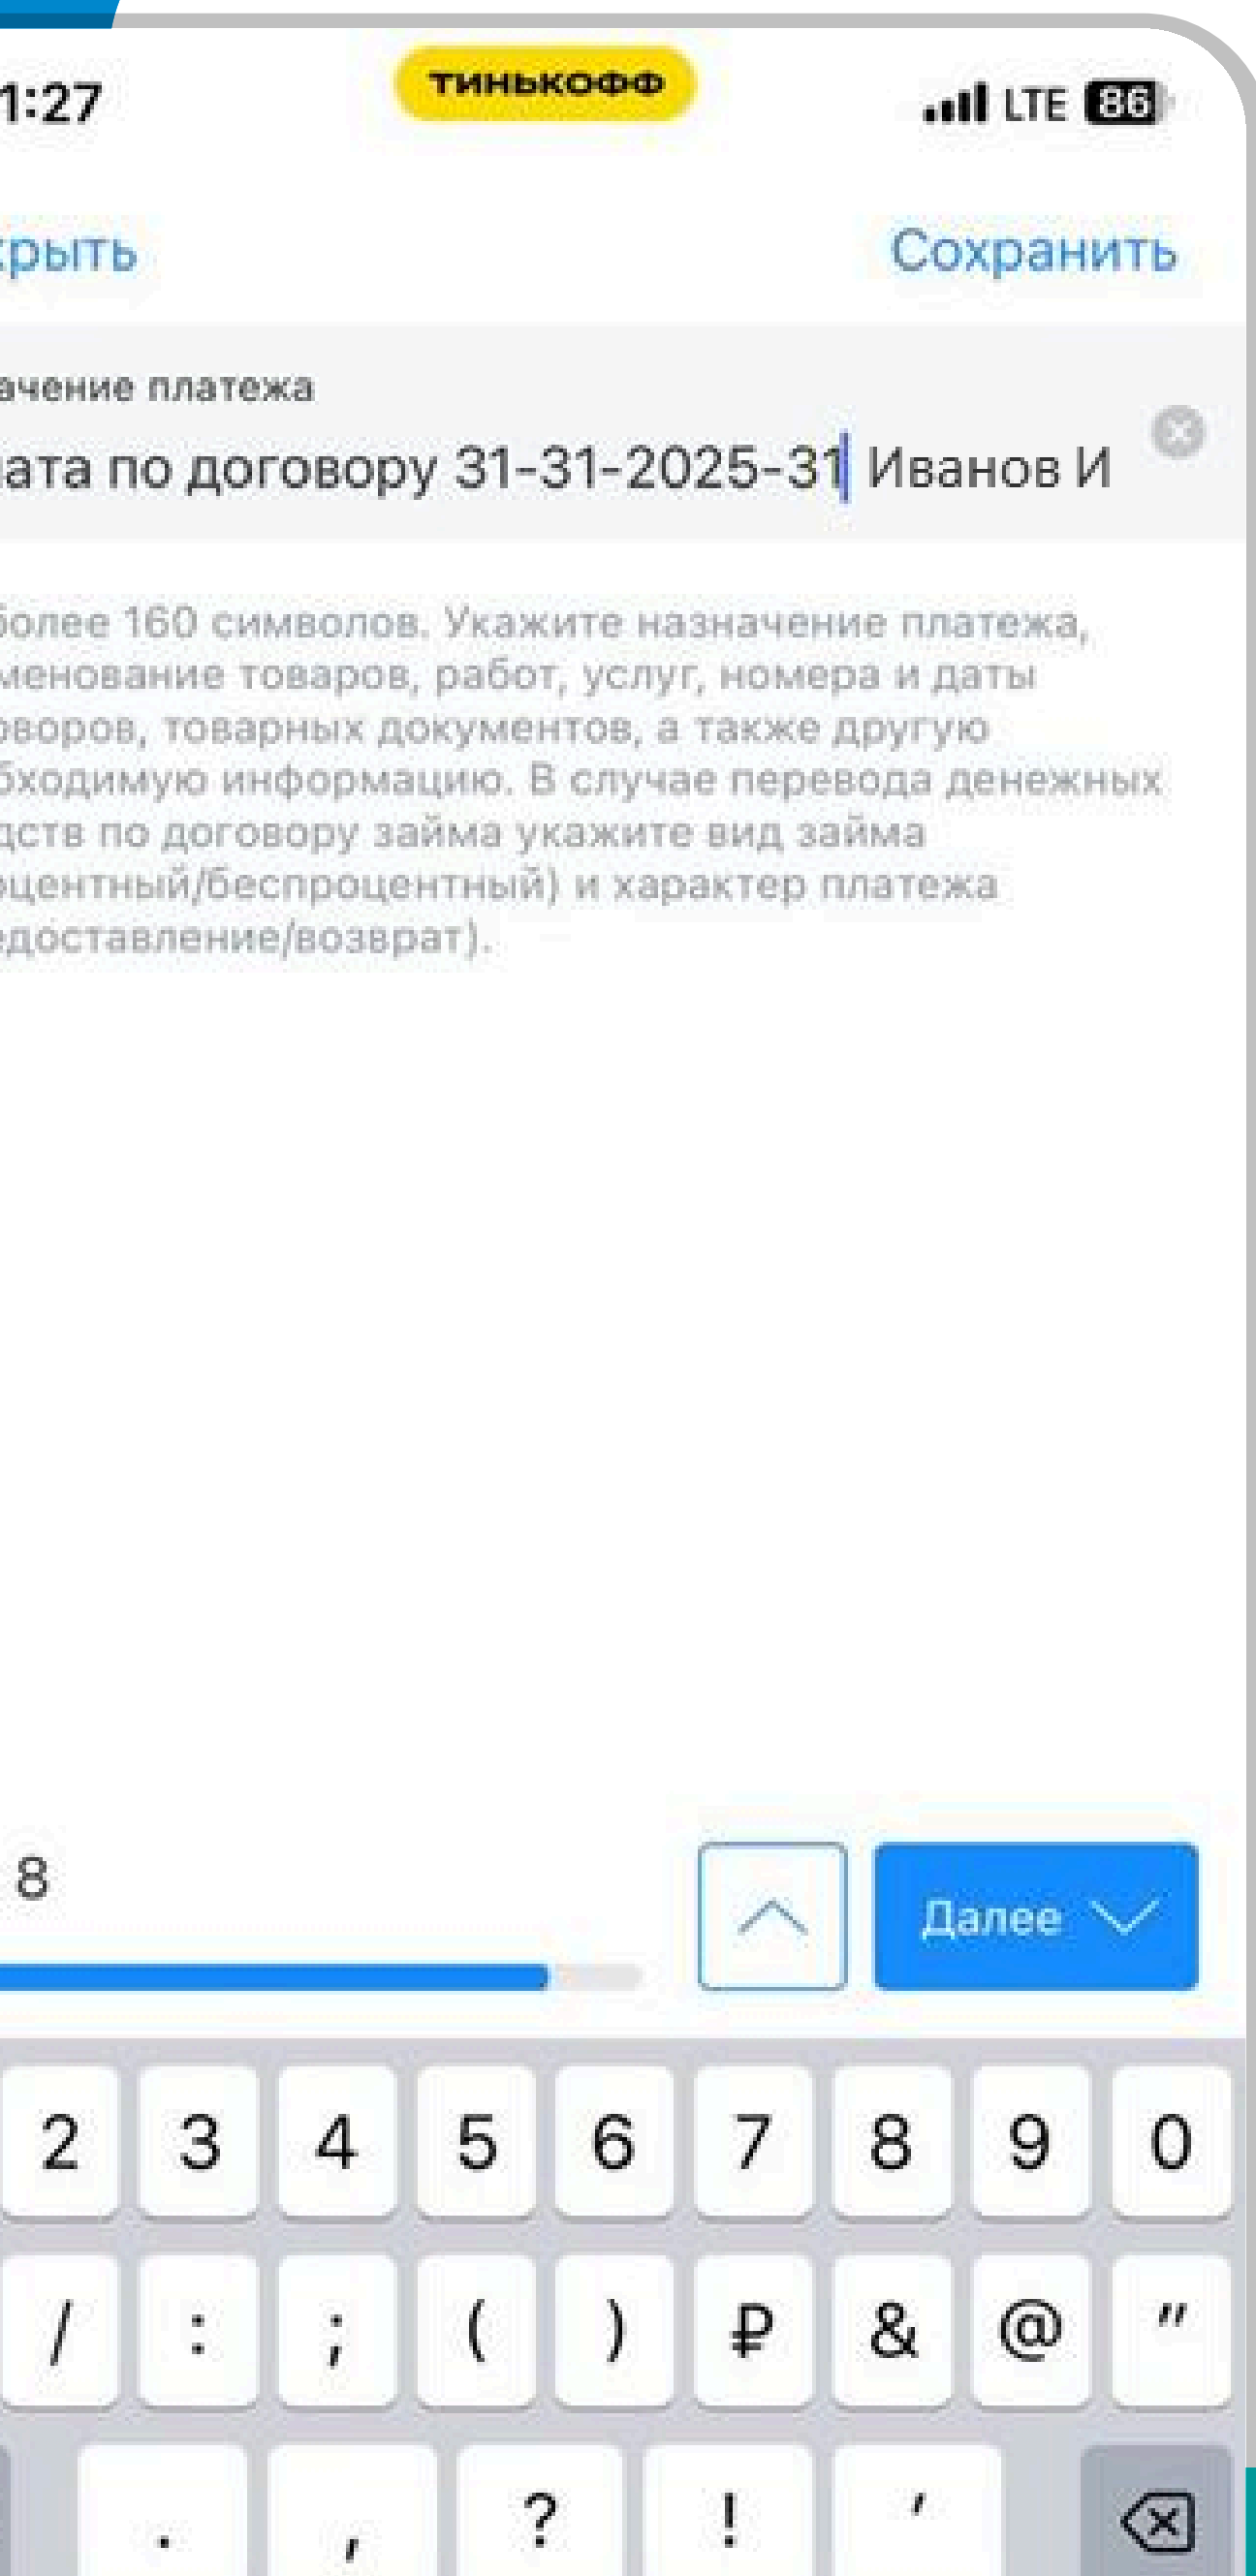 1:27 ТИНЬКОФФ LTE 86
крыть Сохранить
ачение платежа
лата по договору 31-31-2025-31 Иванов И
более 160 символов. Укажите назначение платежа,
менование товаров, работ, услуг, номера и даты
оворов, товарных документов, а также другую
бходимую информацию. В случае перевода денежных
дств по договору займа укажите вид займа
оцентный/беспроцентный) и характер платежа
едоставление/возврат).
8
Далее
2 3 4 5 6 7 8 9 0
/ : ; ( ) ₽ & @ "
. , ? ! '